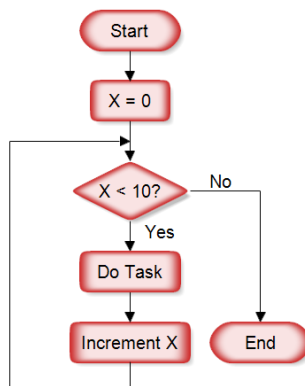 Start
X = 0
X < 10?
No
Yes
Do Task
Increment X
End